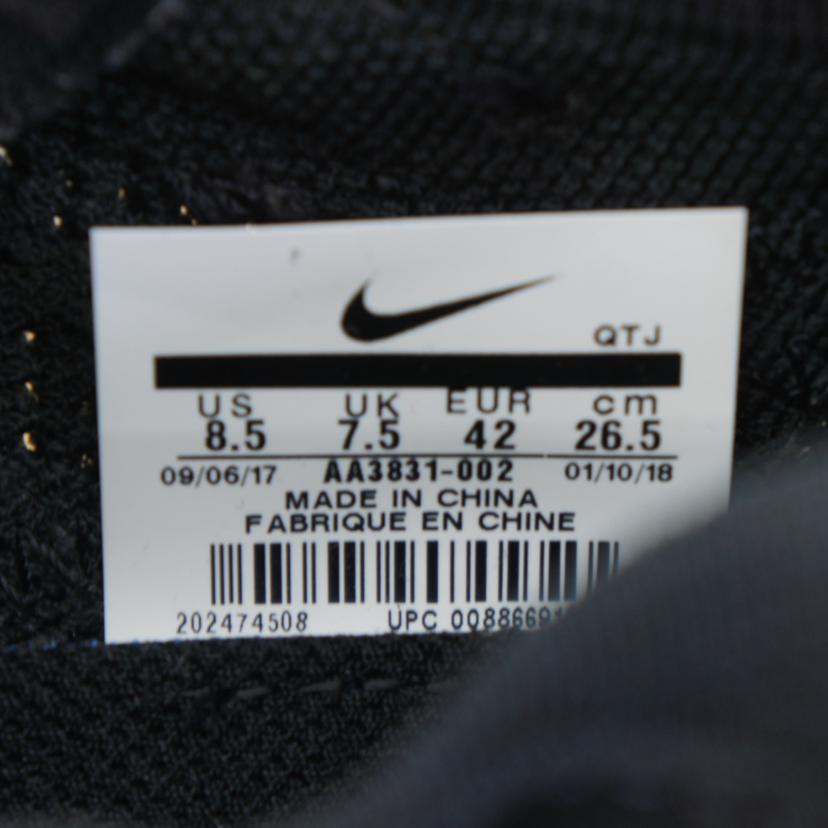 QTJ
US UK EUR cm
8.5 7.5 42 26.5
09/06/17 AA3831-002 01/10/18
MADE IN CHINA
FABRIQUE EN CHINE
202474508 UPC